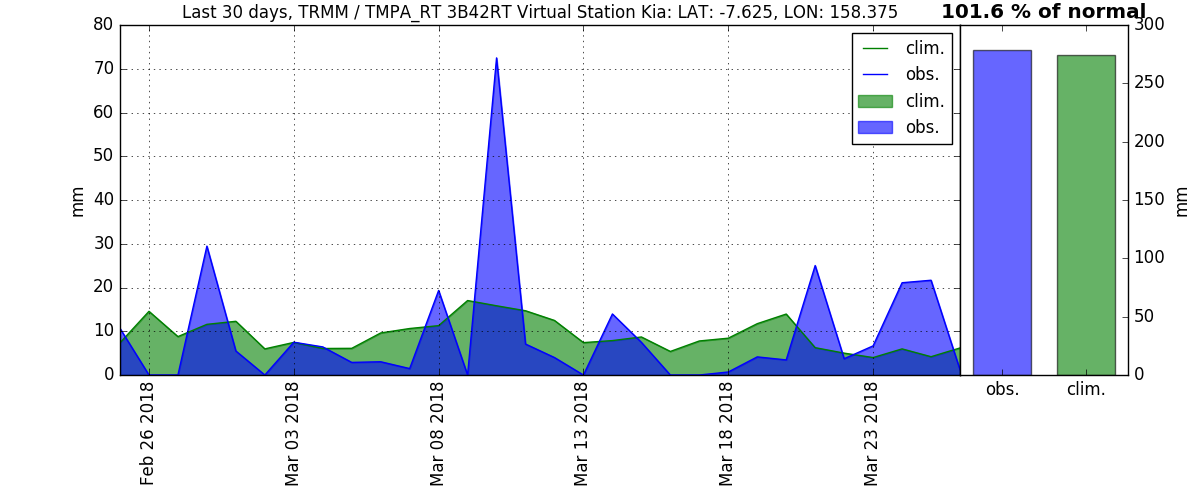 Last 30 days, TRMM / TMPA_RT 3B42RT Virtual Station Kia: LAT: -7.625, LON: 158.375
101.6 % of normal
80
70
60
50
40
30
20
10
0
mm
clim.
obs.
clim.
obs.
300
250
200
150
100
50
0
mm
Feb 26 2018
Mar 03 2018
Mar 08 2018
Mar 13 2018
Mar 18 2018
Mar 23 2018
obs.
clim.